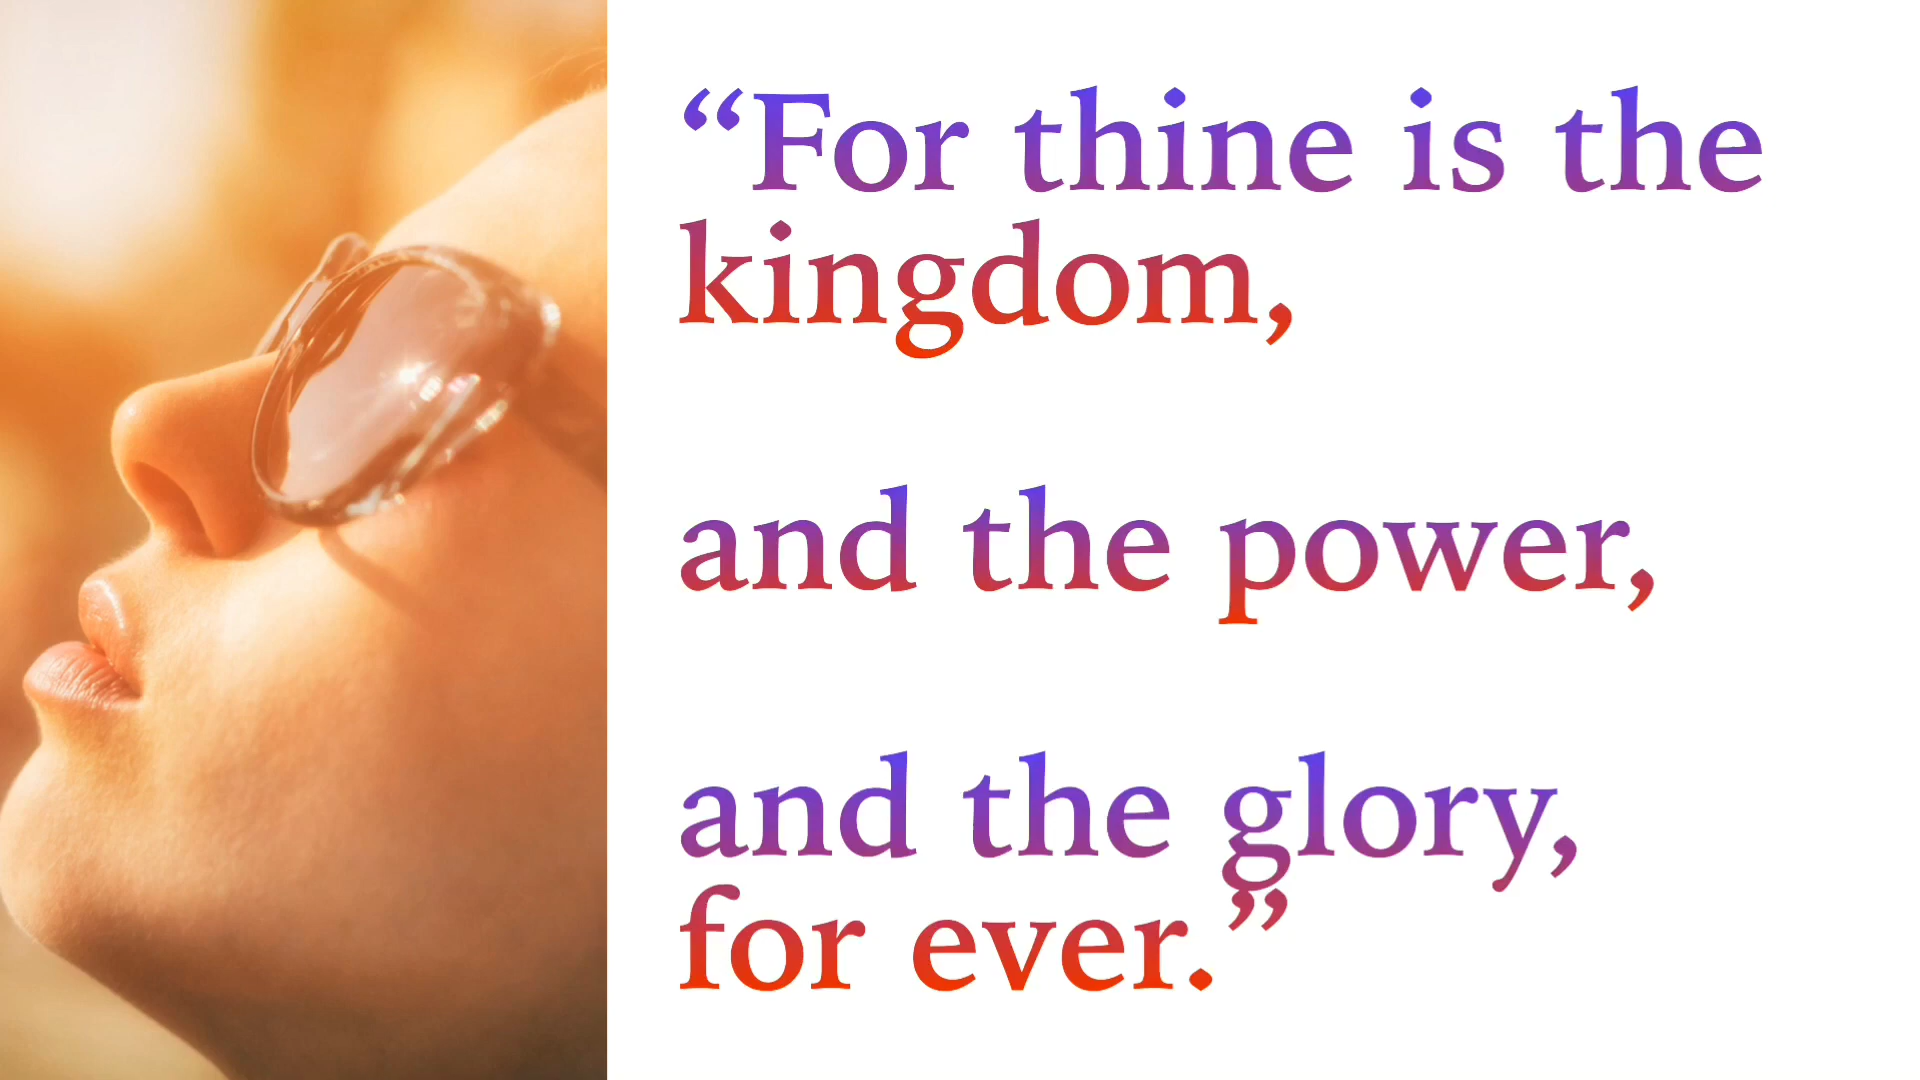 “For thine is the
kingdom,
and the power,
and the glory,
for ever.”